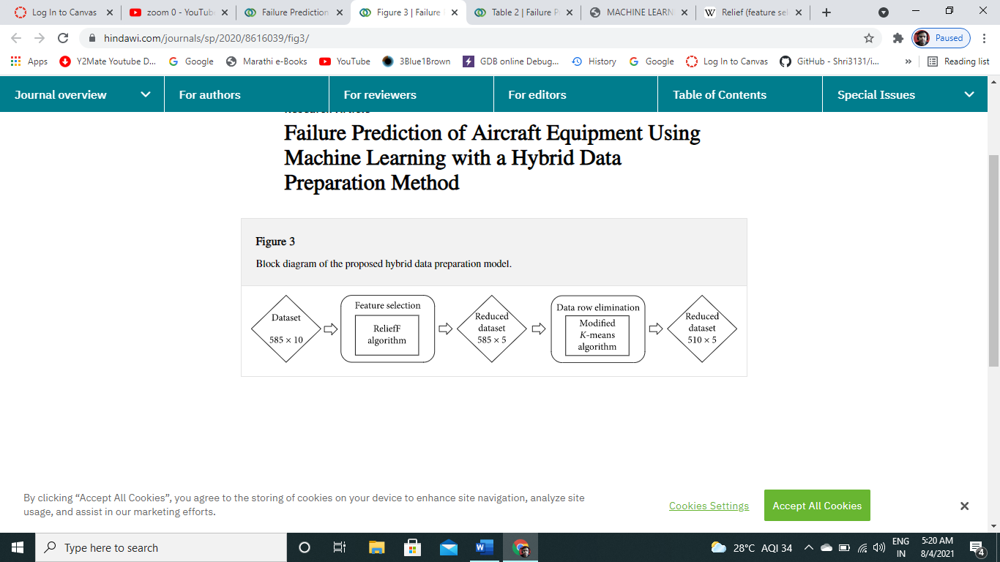 Log In to Canvas
zoom 0 - YouTub
Failure Prediction
Figure 3 | Failure
Table 2 | Failure P
MACHINE LEARN
W Relief (feature sel
hindawi.com/journals/sp/2020/8616039/fig3/
Paused
Apps
Y2Mate Youtube D...
Google
Marathi e-Books
YouTube
3Blue1Brown
GDB online Debug...
History
Google
Log In to Canvas
GitHub - Shri3131/i...
»
Reading list
Journal overview
For authors
For reviewers
For editors
Table of Contents
Special Issues
Failure Prediction of Aircraft Equipment Using
Machine Learning with a Hybrid Data
Preparation Method
Figure 3
Block diagram of the proposed hybrid data preparation model.
Dataset
585 × 10
Feature selection
ReliefF
algorithm
Reduced
dataset
585 × 5
Data row elimination
Modified
K-means
algorithm
Reduced
dataset
510 × 5
By clicking “Accept All Cookies”, you agree to the storing of cookies on your device to enhance site navigation, analyze site
usage, and assist in our marketing efforts.
Cookies Settings
Accept All Cookies
Type here to search
28°C AQI 34
ENG
IN
5:20 AM
8/4/2021
4